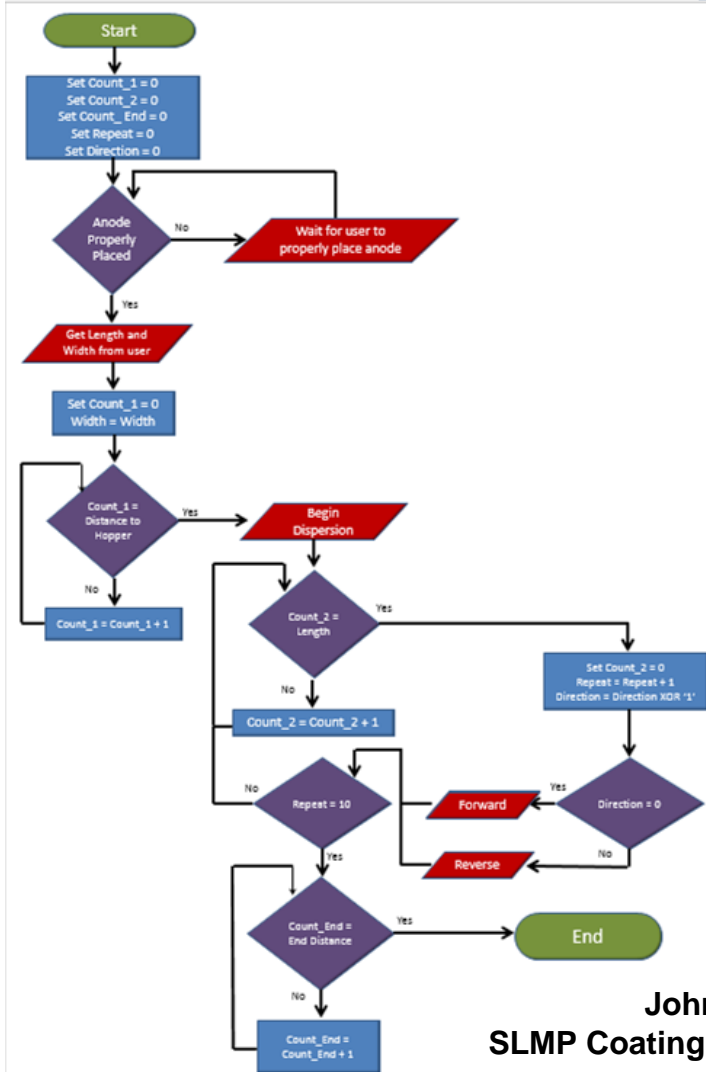 Start
Set Count_1 = 0
Set Count_2 = 0
Set Count_ End = 0
Set Repeat = 0
Set Direction = 0
Anode
Properly
Placed
No
Wait for user to
properly place anode
Yes
Get Length and
Width from user
Set Count_1 = 0
Width = Width
Count_1 =
Distance to
Hopper
Yes
Begin
Dispersion
No
Count_1 = Count_1 + 1
Count_2 =
Length
Yes
Set Count_2 = 0
Repeat = Repeat + 1
Direction = Direction XOR '1'
No
Count_2 = Count_2 + 1
No
Repeat = 10
Forward
Yes
Direction = 0
Reverse
No
Yes
Count_End =
End Distance
Yes
End
No
Count_End =
Count_End + 1
John
SLMP Coating